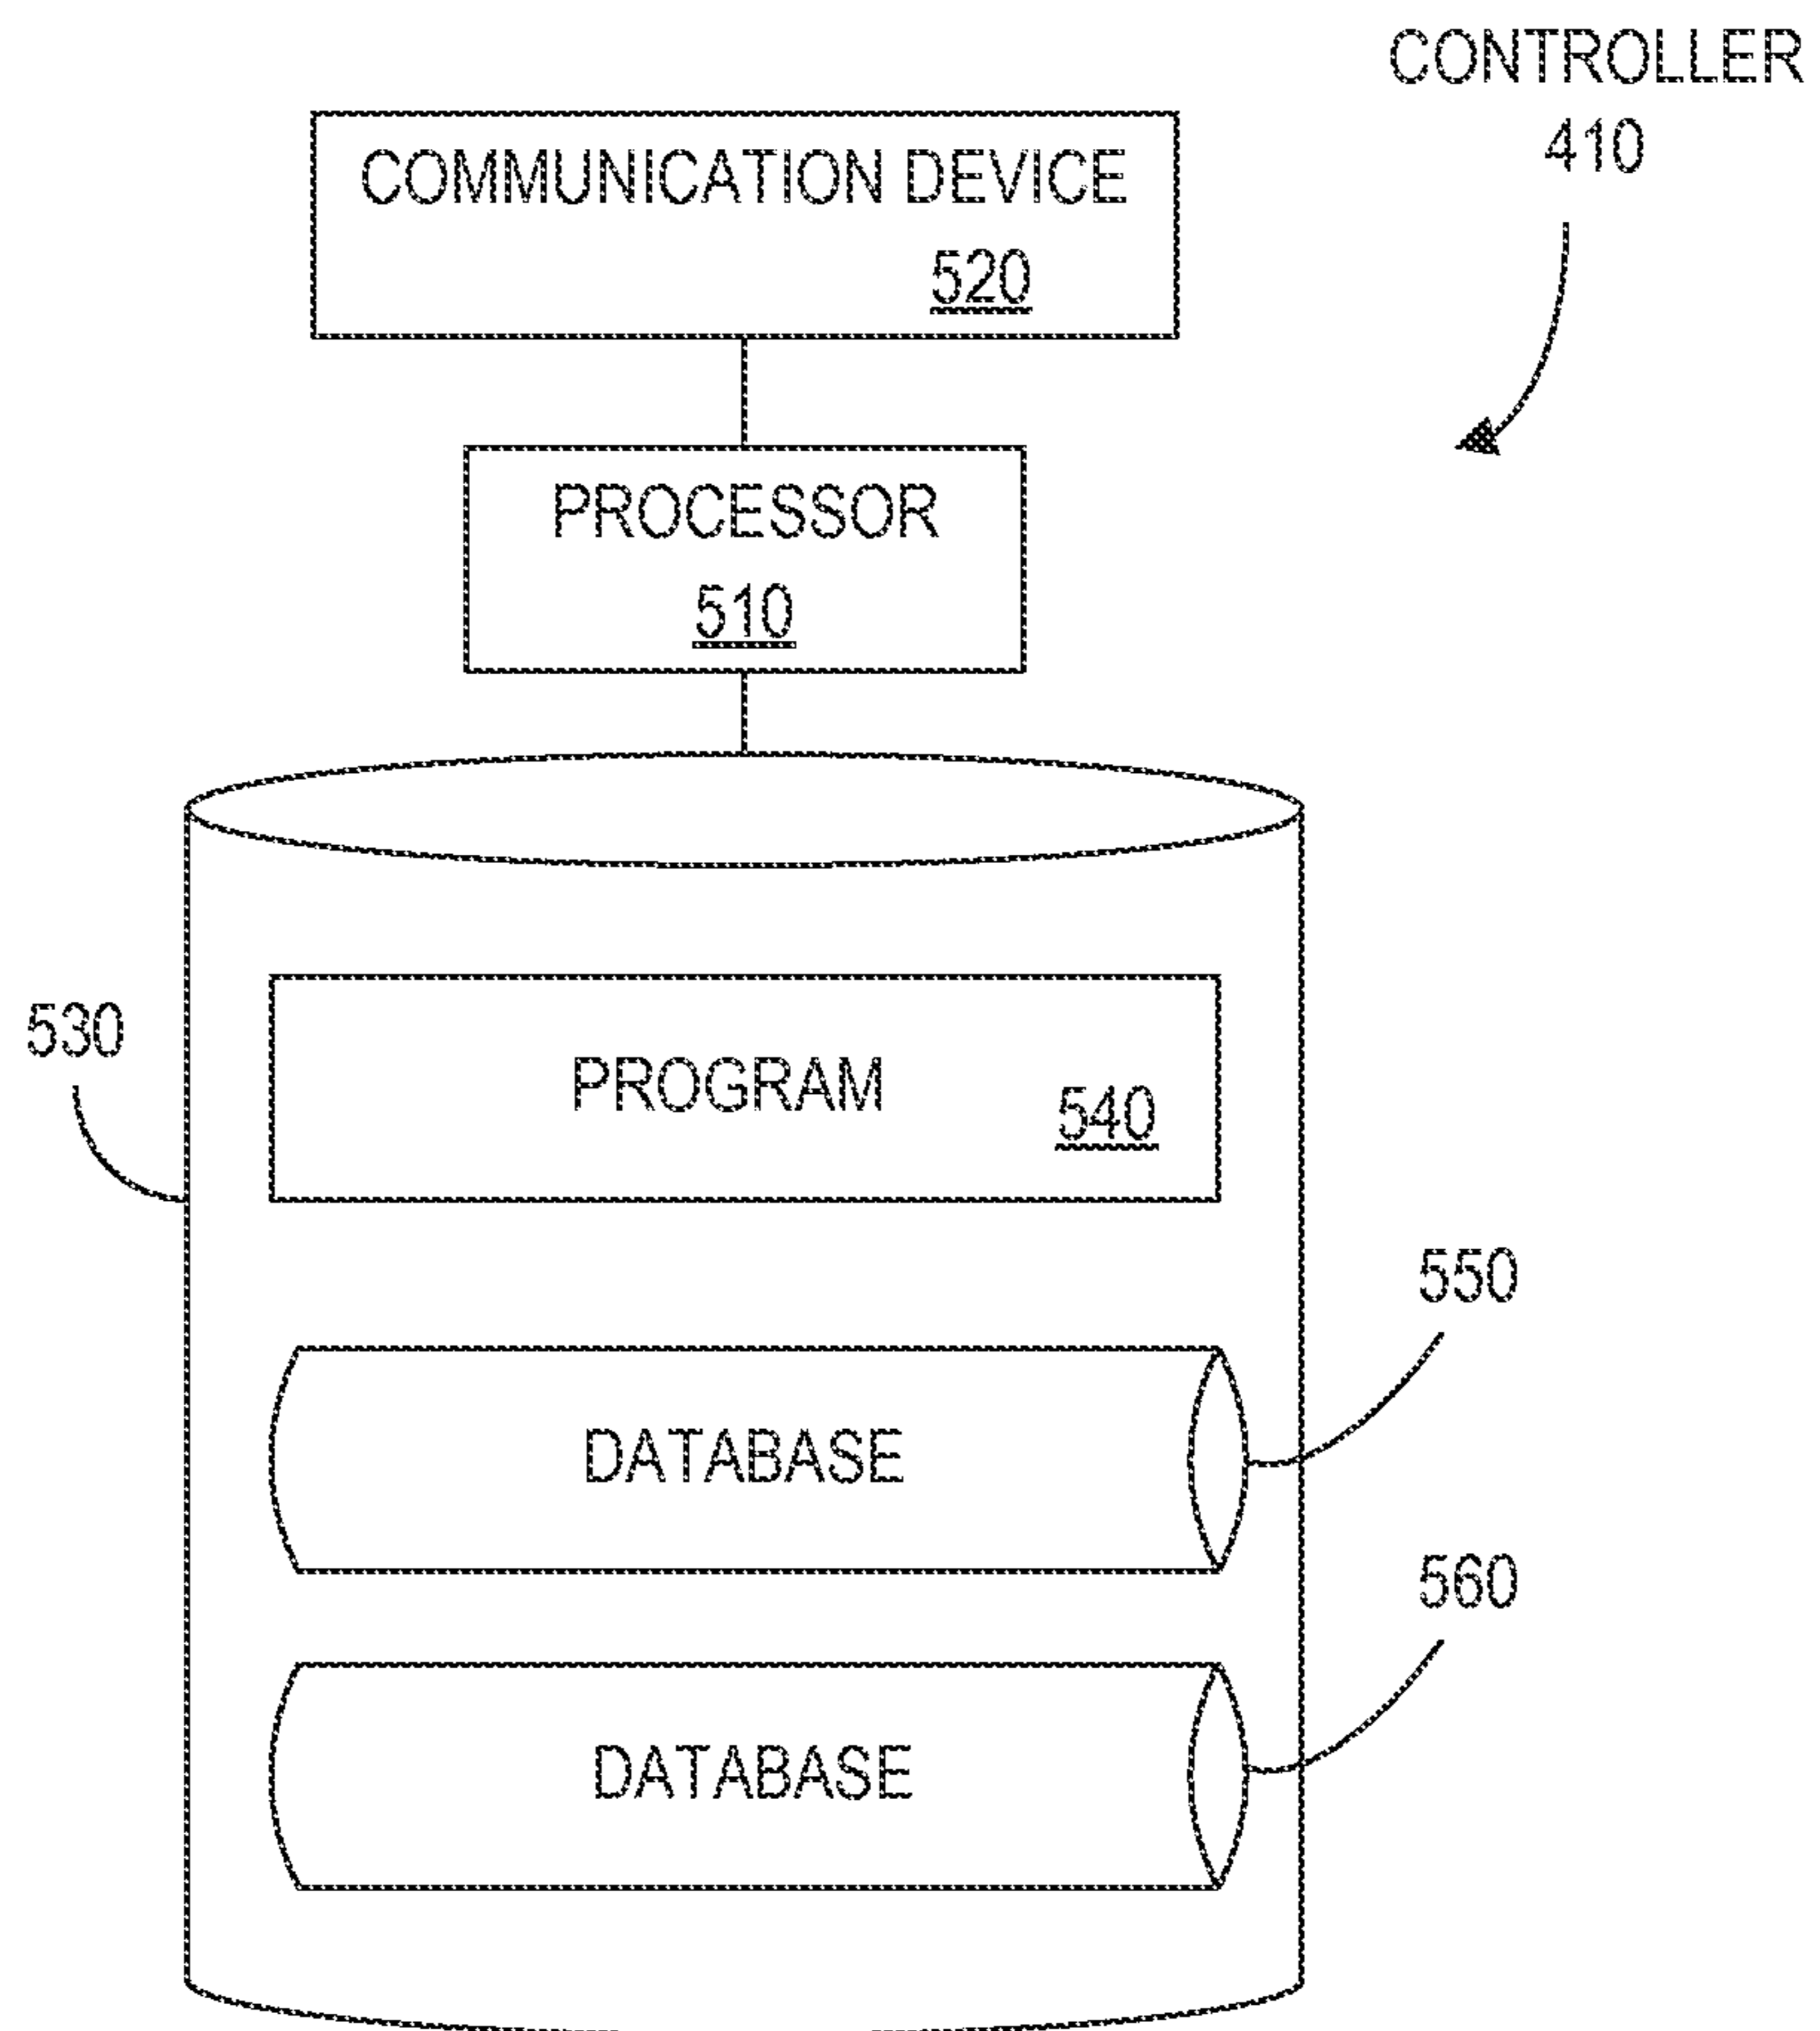 CONTROLLER
410
COMMUNICATION DEVICE
520
PROCESSOR
510
530
PROGRAM
540
550
DATABASE
560
DATABASE